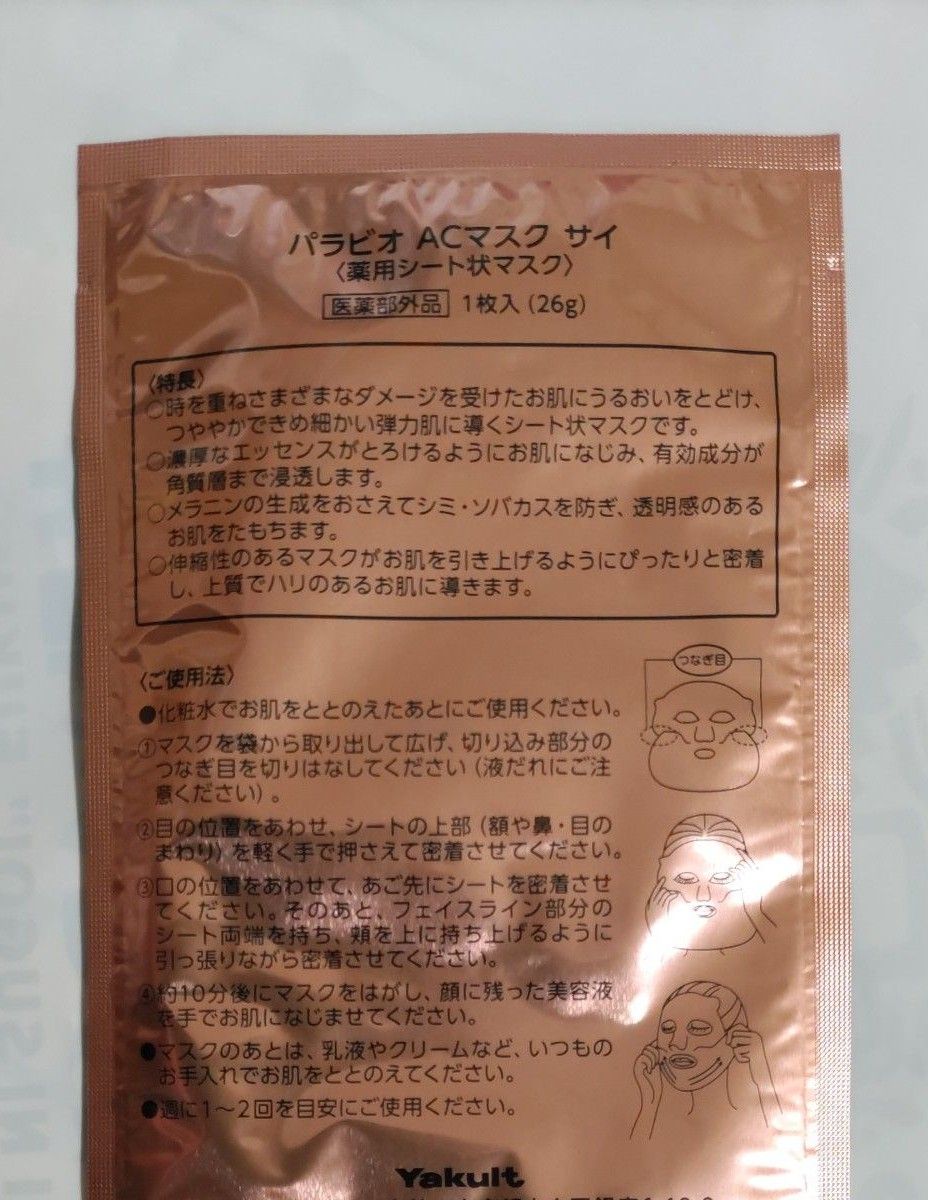 パラビオ ACマスク サイ
〈薬用シート状マスク〉
医薬部外品 1枚入(26g)
〈特長〉
○時を重ねさまざまなダメージを受けたお肌にうるおいをとどけ、
つややかできめ細かい弾力肌に導くシート状マスクです。
○濃厚なエッセンスがとろけるようにお肌になじみ、有効成分が
角質層まで浸透します。
○メラニンの生成をおさえてシミ・ソバカスを防ぎ、透明感のある
お肌をたもちます。
○伸縮性のあるマスクがお肌を引き上げるようにぴったりと密着
し、上質でハリのあるお肌に導きます。
〈ご使用法〉
つなぎ目
●化粧水でお肌をととのえたあとにご使用ください。
①マスクを袋から取り出して広げ、切り込み部分の
つなぎ目を切りはなしてください(液だれにご注
意ください)。
②目の位置をあわせ、シートの上部(額や鼻・目の
まわり)を軽く手で押さえて密着させてください。
③口の位置をあわせて、あご先にシートを密着させ
てください。そのあと、フェイスライン部分の
シート両端を持ち、頬を上に持ち上げるように
引っ張りながら密着させてください。
④約10分後にマスクをはがし、顔に残った美容液
を手でお肌になじませてください。
●マスクのあとは、乳液やクリームなど、いつもの
お手入れでお肌をととのえてください。
●週に1～2回を目安にご使用ください。
Yakult